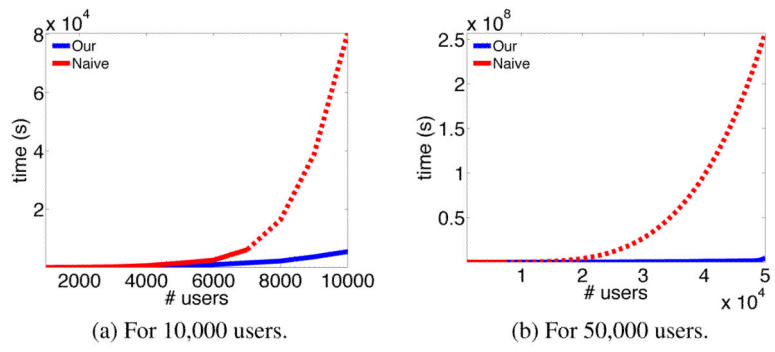 x 10^4
8
Our
Naive
6
time (s)
4
2
2000 4000 6000 8000 10000
# users
(a) For 10,000 users.
x 10^8
2.5
Our
Naive
2
1.5
time (s)
1
0.5
1 2 3 4 5
# users
x 10^4
(b) For 50,000 users.